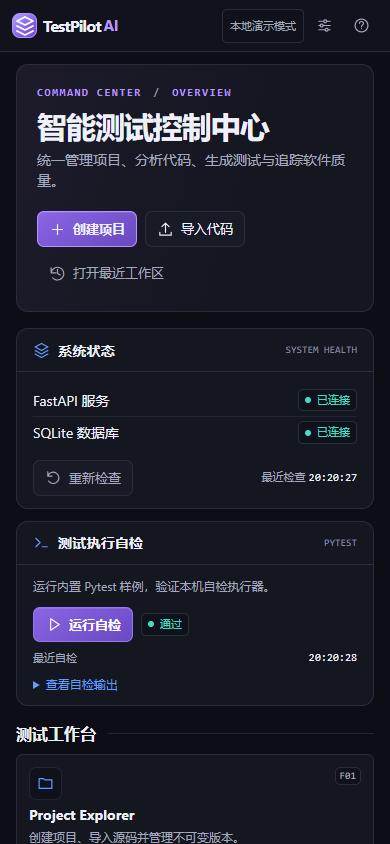 TestPilot AI
本地演示模式
COMMAND CENTER / OVERVIEW
智能测试控制中心
统一管理项目、分析代码、生成测试与追踪软件质
量。
创建项目
导入代码
打开最近工作区
系统状态
SYSTEM HEALTH
FastAPI 服务
已连接
SQLite 数据库
已连接
重新检查
最近检查 20:20:27
测试执行自检
PYTEST
运行内置 Pytest 样例，验证本机自检执行器。
运行自检
通过
最近自检
20:20:28
查看自检输出
测试工作台
F01
Project Explorer
创建项目、导入源码并管理不可变版本。